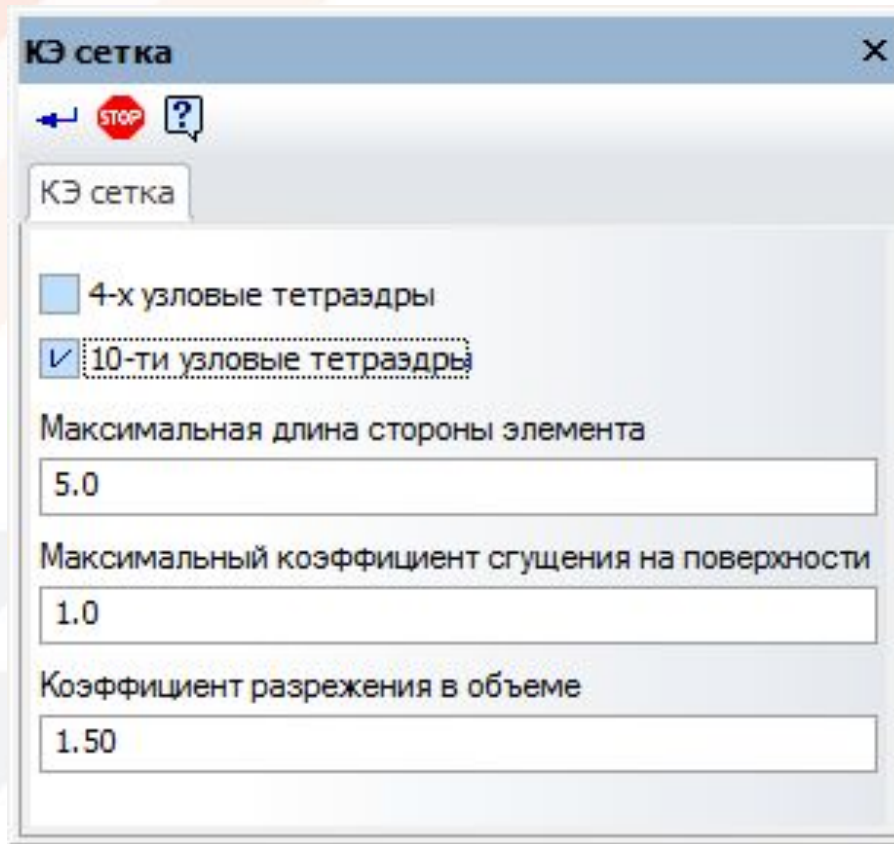 КЭ сетка
STOP
КЭ сетка
4-х узловые тетраэдры
10-ти узловые тетраэдры
Максимальная длина стороны элемента
5.0
Максимальный коэффициент сгущения на поверхности
1.0
Коэффициент разрежения в объеме
1.50